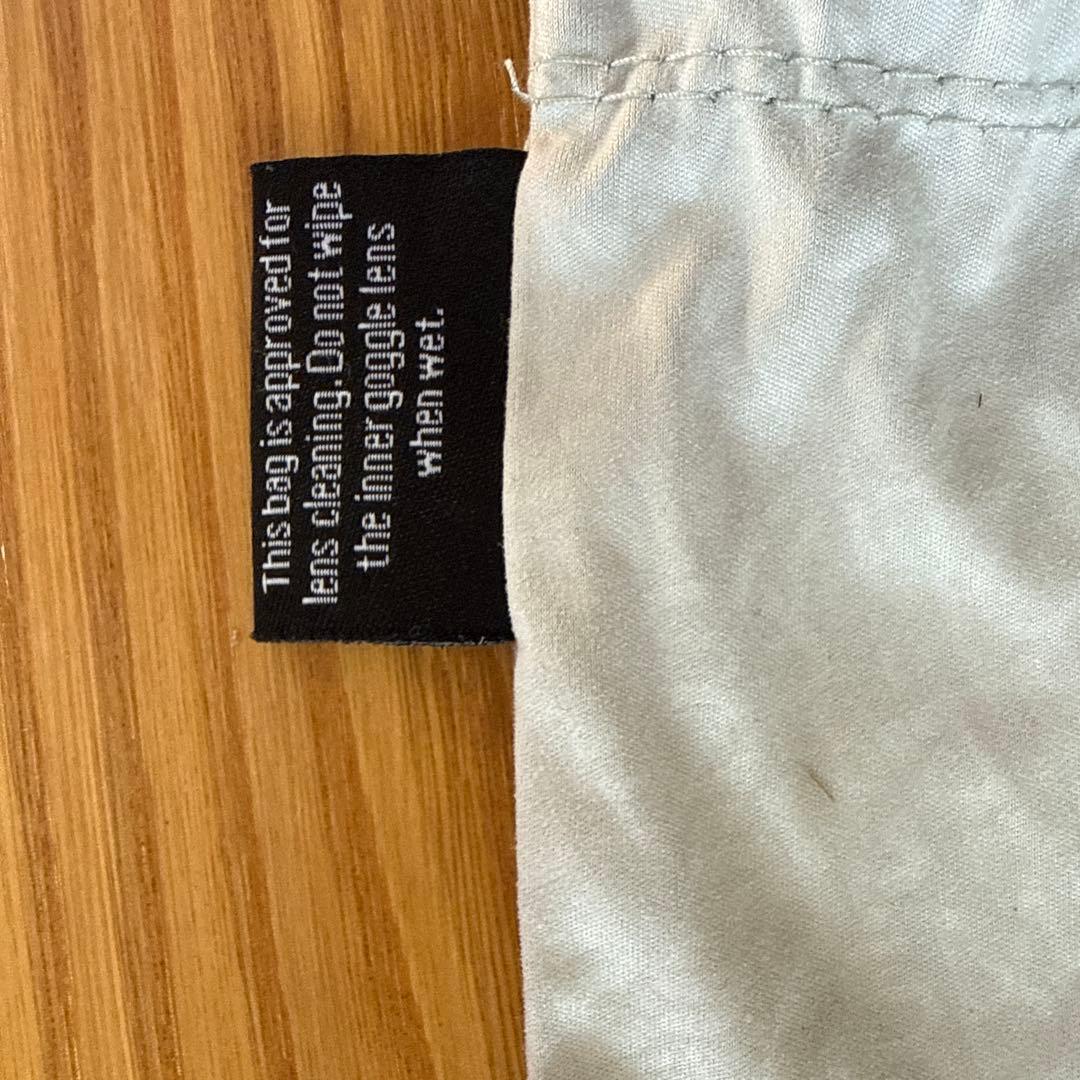 This bag is approved for
lens cleaning.Do not wipe
the inner goggle lens
when wet.